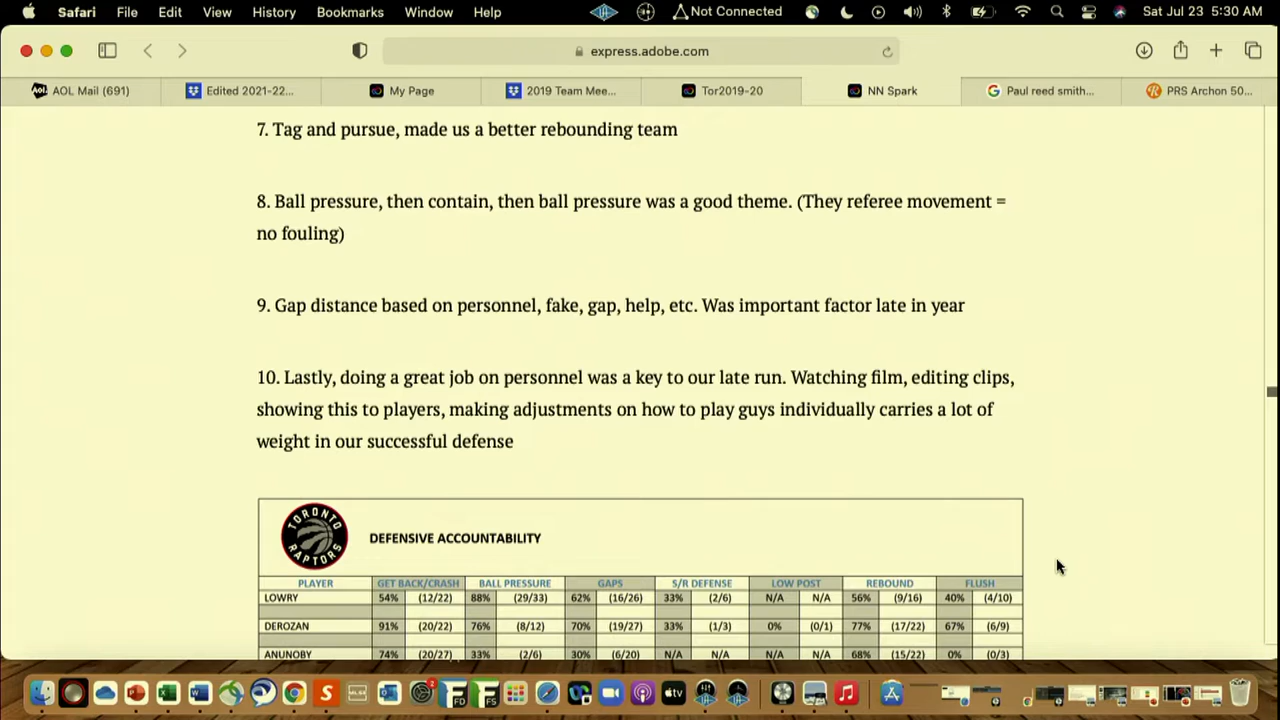 Safari File Edit View History Bookmarks Window Help Not Connected Sat Jul 23 5:30 AM
express.adobe.com
Aol. AOL Mail (691) Edited 2021-22... My Page 2019 Team Mee... Tor2019-20 NN Spark Paul reed smith... PRS Archon 50...
7. Tag and pursue, made us a better rebounding team
8. Ball pressure, then contain, then ball pressure was a good theme. (They referee movement =
no fouling)
9. Gap distance based on personnel, fake, gap, help, etc. Was important factor late in year
10. Lastly, doing a great job on personnel was a key to our late run. Watching film, editing clips,
showing this to players, making adjustments on how to play guys individually carries a lot of
weight in our successful defense
TORONTO RAPTORS
DEFENSIVE ACCOUNTABILITY
PLAYER GET BACK/CRASH BALL PRESSURE GAPS S/R DEFENSE LOW POST REBOUND FLUSH
LOWRY 54% (12/22) 88% (29/33) 62% (16/26) 33% (2/6) N/A N/A 56% (9/16) 40% (4/10)
DEROZAN 91% (20/22) 76% (8/12) 70% (19/27) 33% (1/3) 0% (0/1) 77% (17/22) 67% (6/9)
ANUNOBY 74% (20/27) 33% (2/6) 30% (6/20) N/A N/A N/A N/A 68% (15/22) 0% (0/3)
MLSE FD FS tv